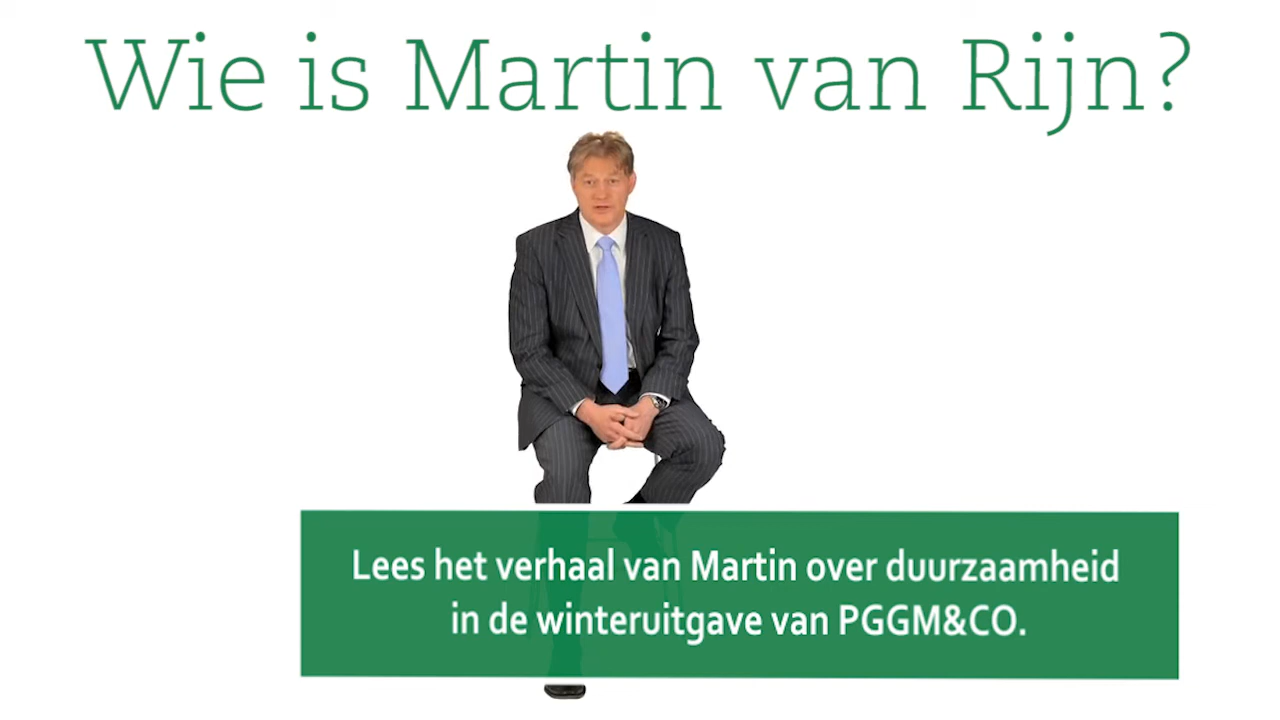 Wie is Martin van Rijn?
Lees het verhaal van Martin over duurzaamheid
in de winteruitgave van PGGM&CO.